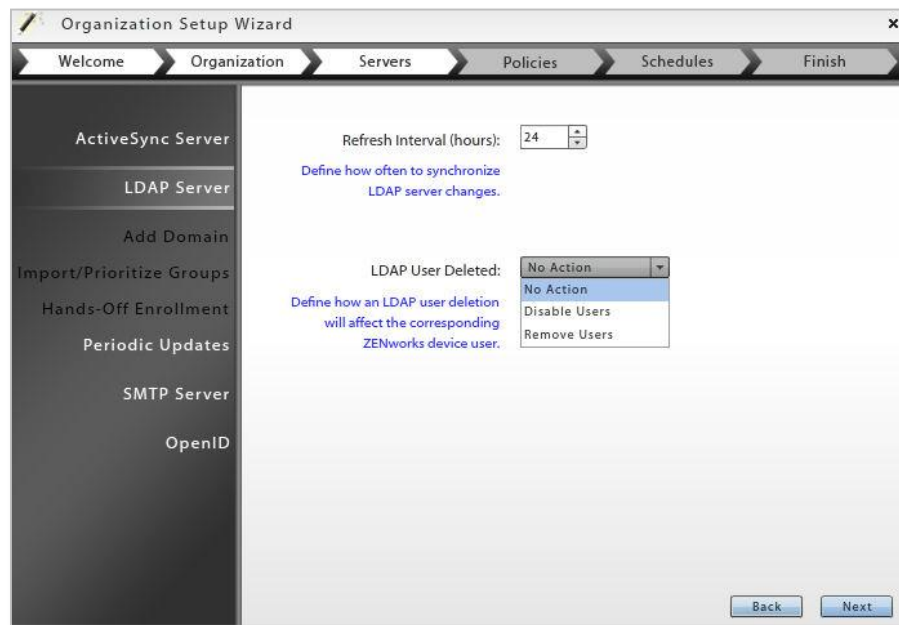 Organization Setup Wizard
x
Welcome
Organization
Servers
Policies
Schedules
Finish
ActiveSync Server
LDAP Server
Add Domain
Import/Prioritize Groups
Hands-Off Enrollment
Periodic Updates
SMTP Server
OpenID
Refresh Interval (hours):
24
Define how often to synchronize
LDAP server changes.
LDAP User Deleted:
No Action
No Action
Disable Users
Remove Users
Define how an LDAP user deletion
will affect the corresponding
ZENworks device user.
Back
Next